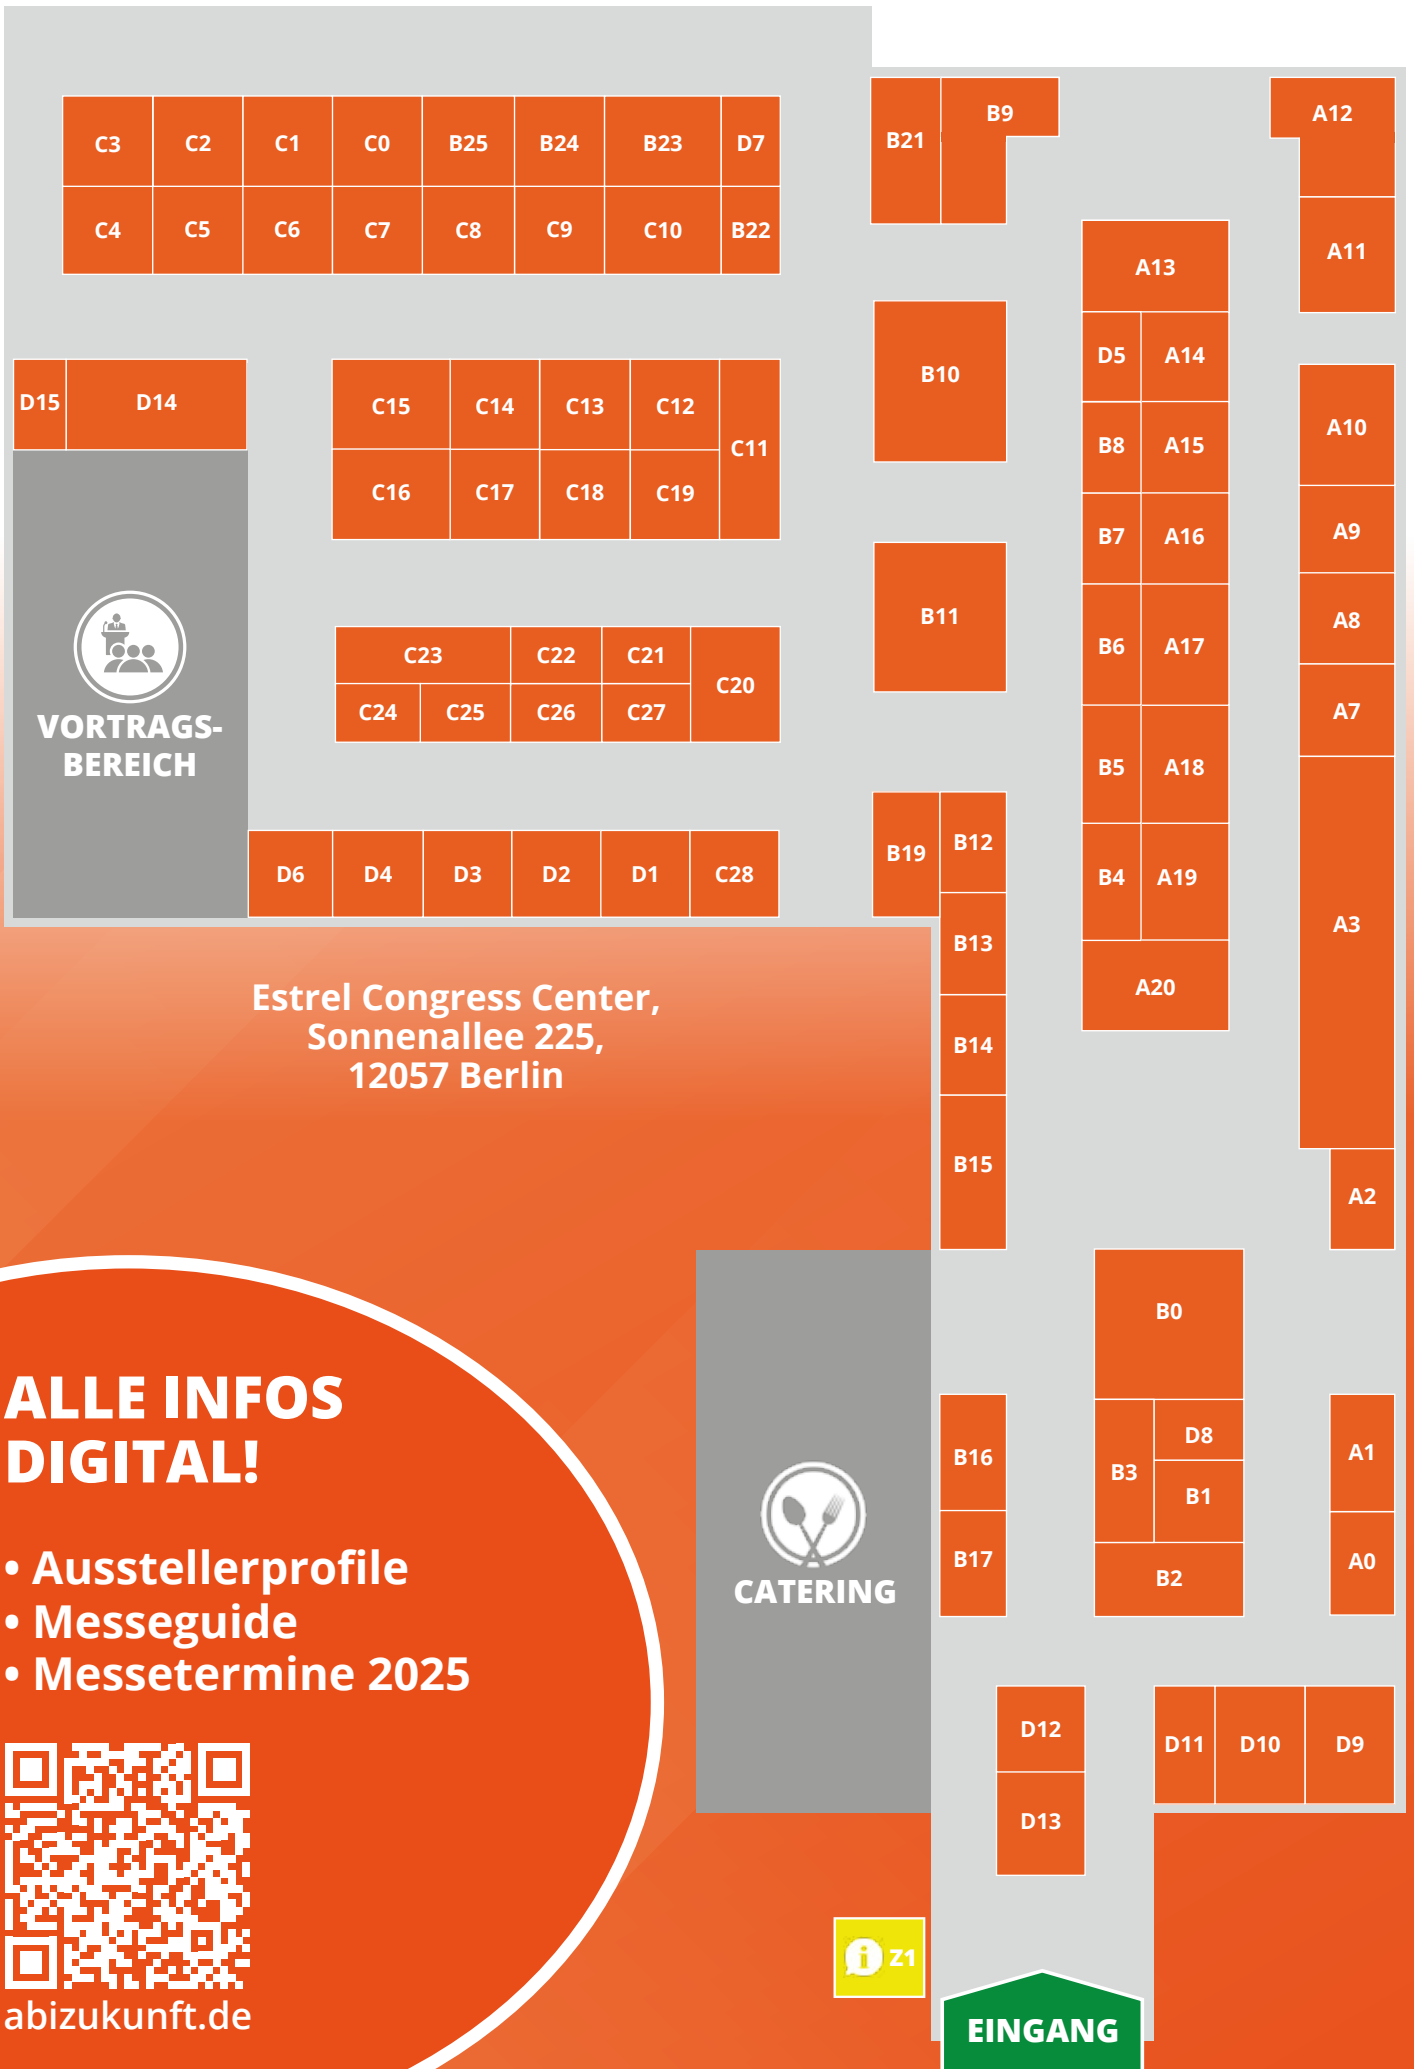 C3 C2 C1 C0 B25 B24 B23 D7
C4 C5 C6 C7 C8 C9 C10 B22
B21 B9
A12
A11
A13
D5 A14
B8 A15
B7 A16
B6 A17
B5 A18
B4 A19
A20
A10
A9
A8
A7
A3
A2
D15 D14
C15 C14 C13 C12
C11
C16 C17 C18 C19
B10
B11
VORTRAGS-
BEREICH
C23 C22 C21
C20
C24 C25 C26 C27
D6 D4 D3 D2 D1 C28
B19 B12
B13
B14
B15
Estrel Congress Center,
Sonnenallee 225,
12057 Berlin
B0
D8
B3
B1
B2
A1
A0
B16
B17
CATERING
ALLE INFOS
DIGITAL!
• Ausstellerprofile
• Messeguide
• Messetermine 2025
abizukunft.de
D12
D13
D11 D10 D9
i Z1
EINGANG